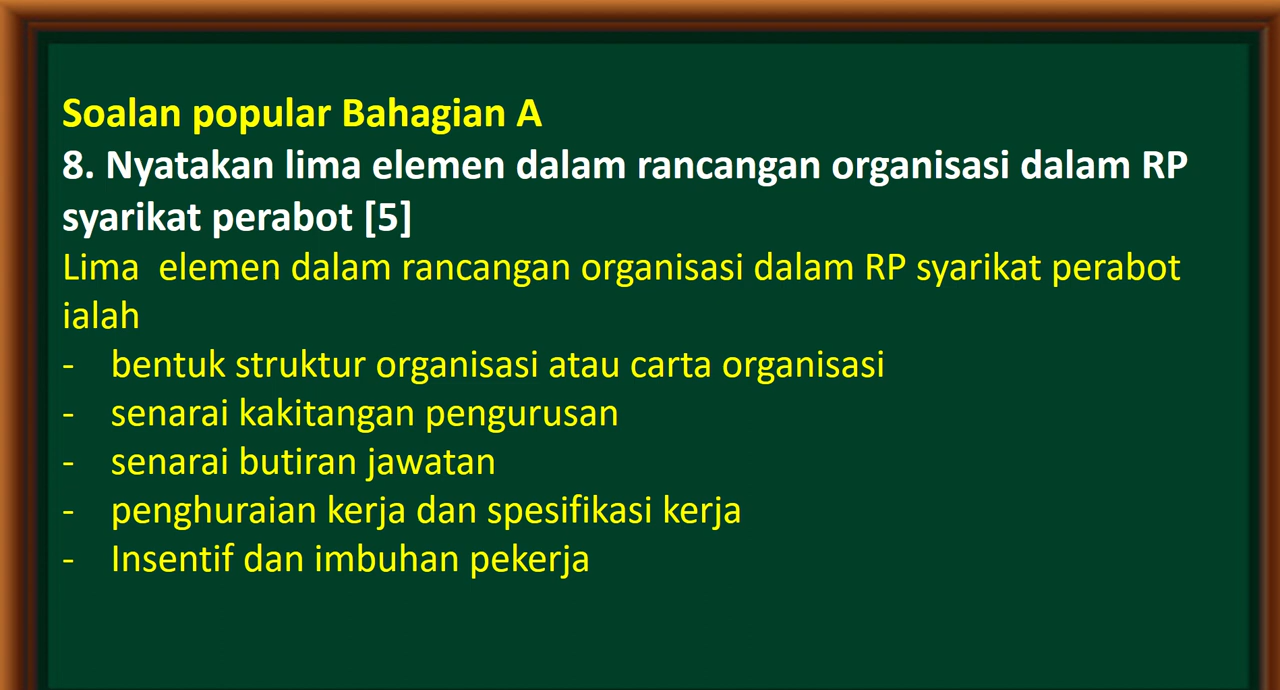 Soalan popular Bahagian A
8. Nyatakan lima elemen dalam rancangan organisasi dalam RP
syarikat perabot [5]
Lima  elemen dalam rancangan organisasi dalam RP syarikat perabot
ialah
- bentuk struktur organisasi atau carta organisasi
- senarai kakitangan pengurusan
- senarai butiran jawatan
- penghuraian kerja dan spesifikasi kerja
- Insentif dan imbuhan pekerja